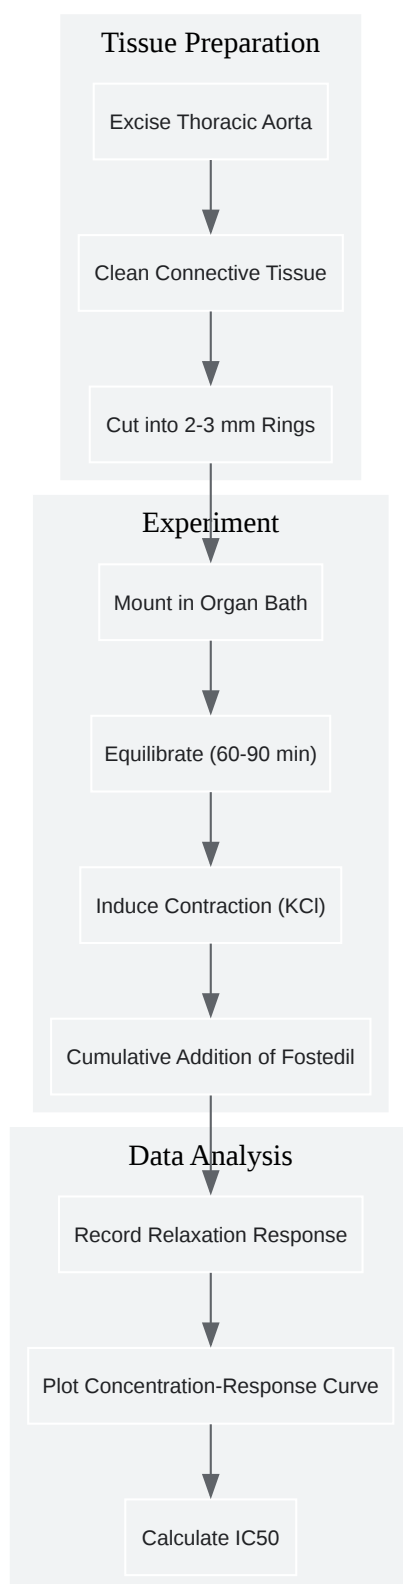 Tissue Preparation
Excise Thoracic Aorta
Clean Connective Tissue
Cut into 2-3 mm Rings
Experiment
Mount in Organ Bath
Equilibrate (60-90 min)
Induce Contraction (KCl)
Cumulative Addition of Fostedil
Data Analysis
Record Relaxation Response
Plot Concentration-Response Curve
Calculate IC50